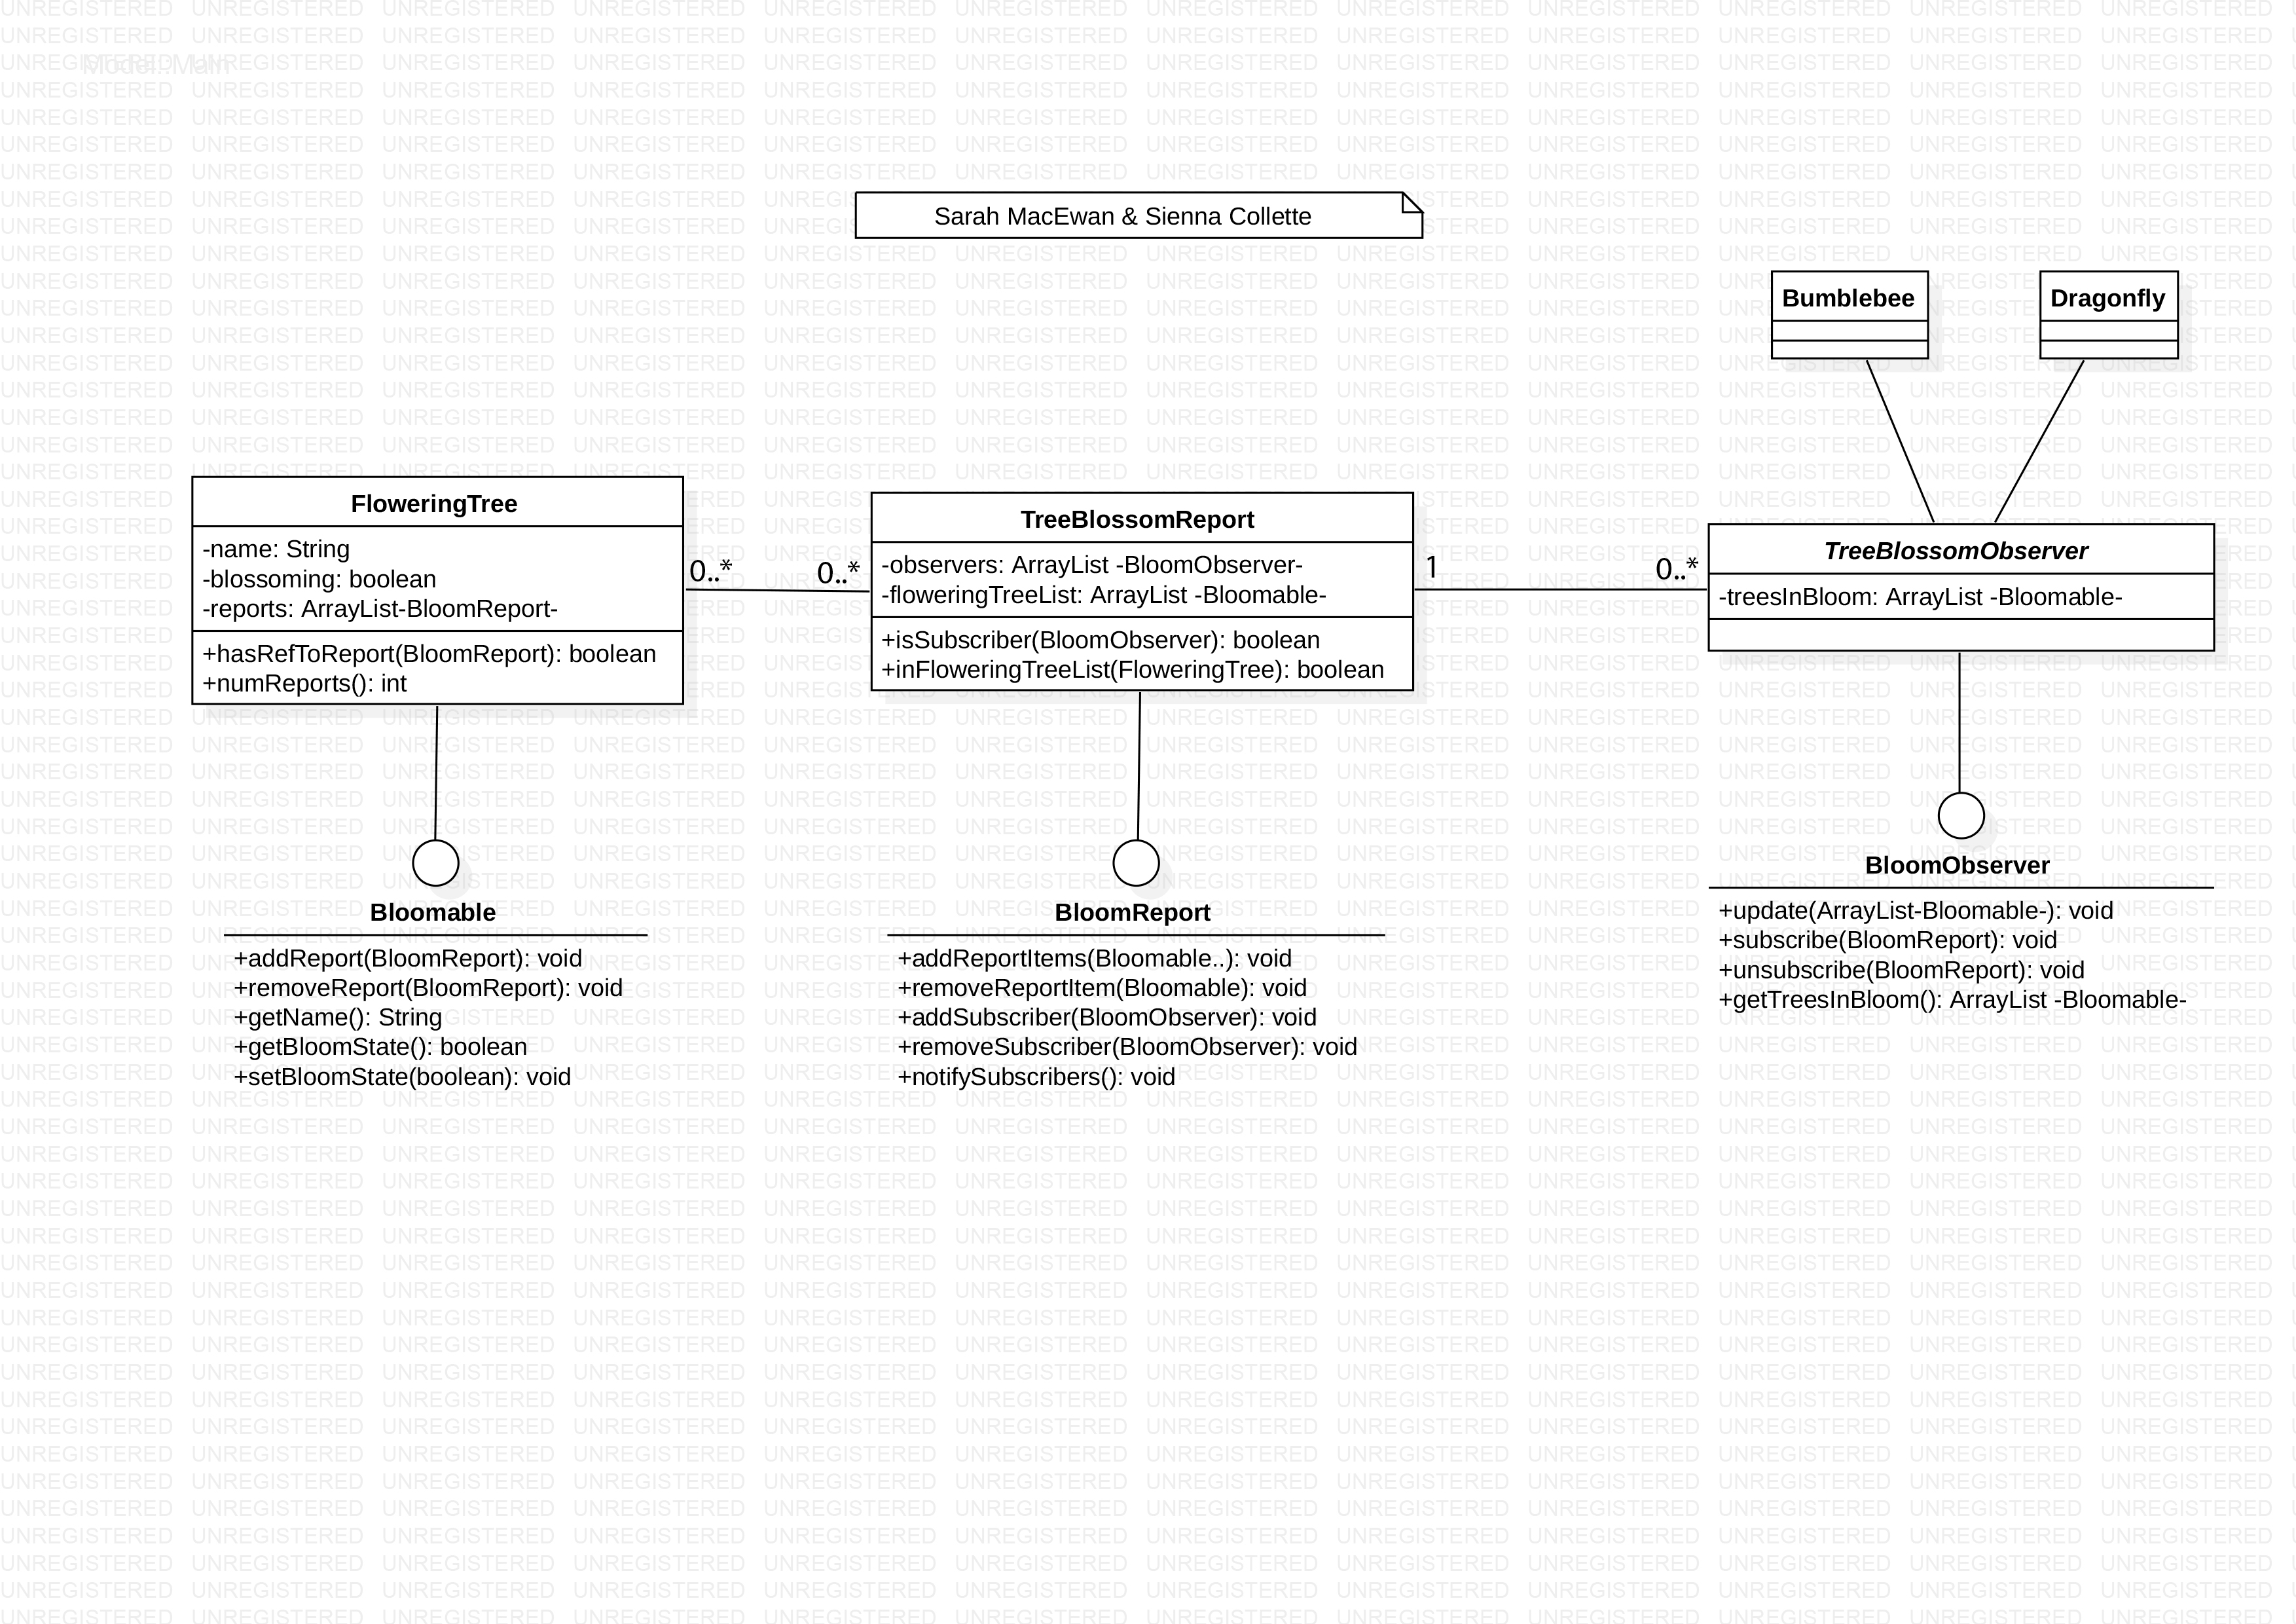 Model::Main
Sarah MacEwan & Sienna Collette
Bumblebee
Dragonfly
FloweringTree
-name: String
-blossoming: boolean
-reports: ArrayList-BloomReport-
+hasRefToReport(BloomReport): boolean
+numReports(): int
0..*
0..*
TreeBlossomReport
-observers: ArrayList -BloomObserver-
-floweringTreeList: ArrayList -Bloomable-
+isSubscriber(BloomObserver): boolean
+inFloweringTreeList(FloweringTree): boolean
1
0..*
TreeBlossomObserver
-treesInBloom: ArrayList -Bloomable-
Bloomable
+addReport(BloomReport): void
+removeReport(BloomReport): void
+getName(): String
+getBloomState(): boolean
+setBloomState(boolean): void
BloomReport
+addReportItems(Bloomable..): void
+removeReportItem(Bloomable): void
+addSubscriber(BloomObserver): void
+removeSubscriber(BloomObserver): void
+notifySubscribers(): void
BloomObserver
+update(ArrayList-Bloomable-): void
+subscribe(BloomReport): void
+unsubscribe(BloomReport): void
+getTreesInBloom(): ArrayList -Bloomable-
UNREGISTERED